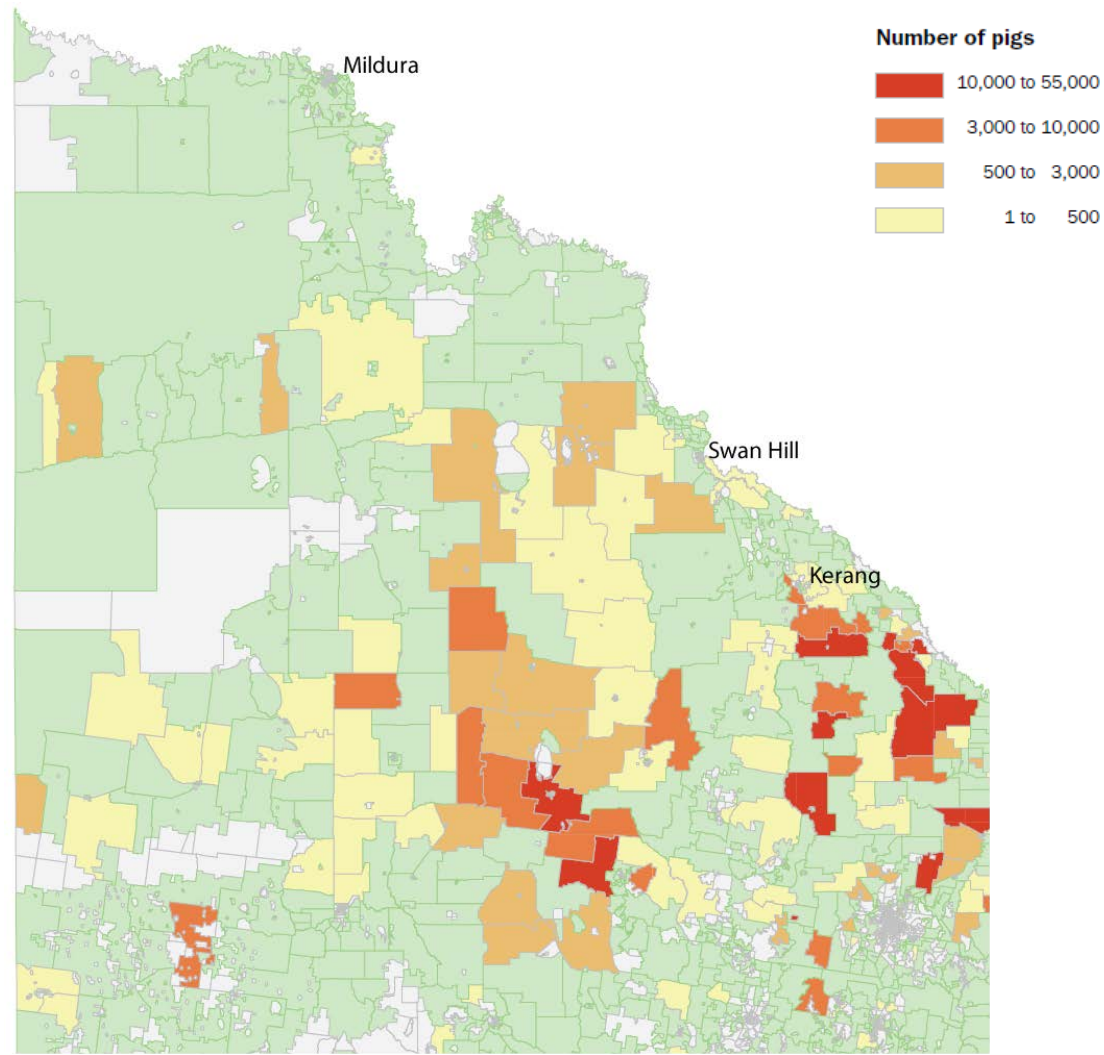 Mildura
Number of pigs
10,000 to 55,000
3,000 to 10,000
500 to 3,000
1 to 500
Swan Hill
Kerang